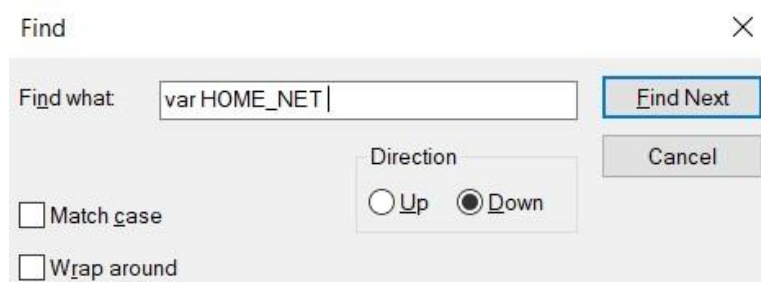 Find
Find what: var HOME_NET Find Next
Direction Cancel
Up Down
Match case
Wrap around